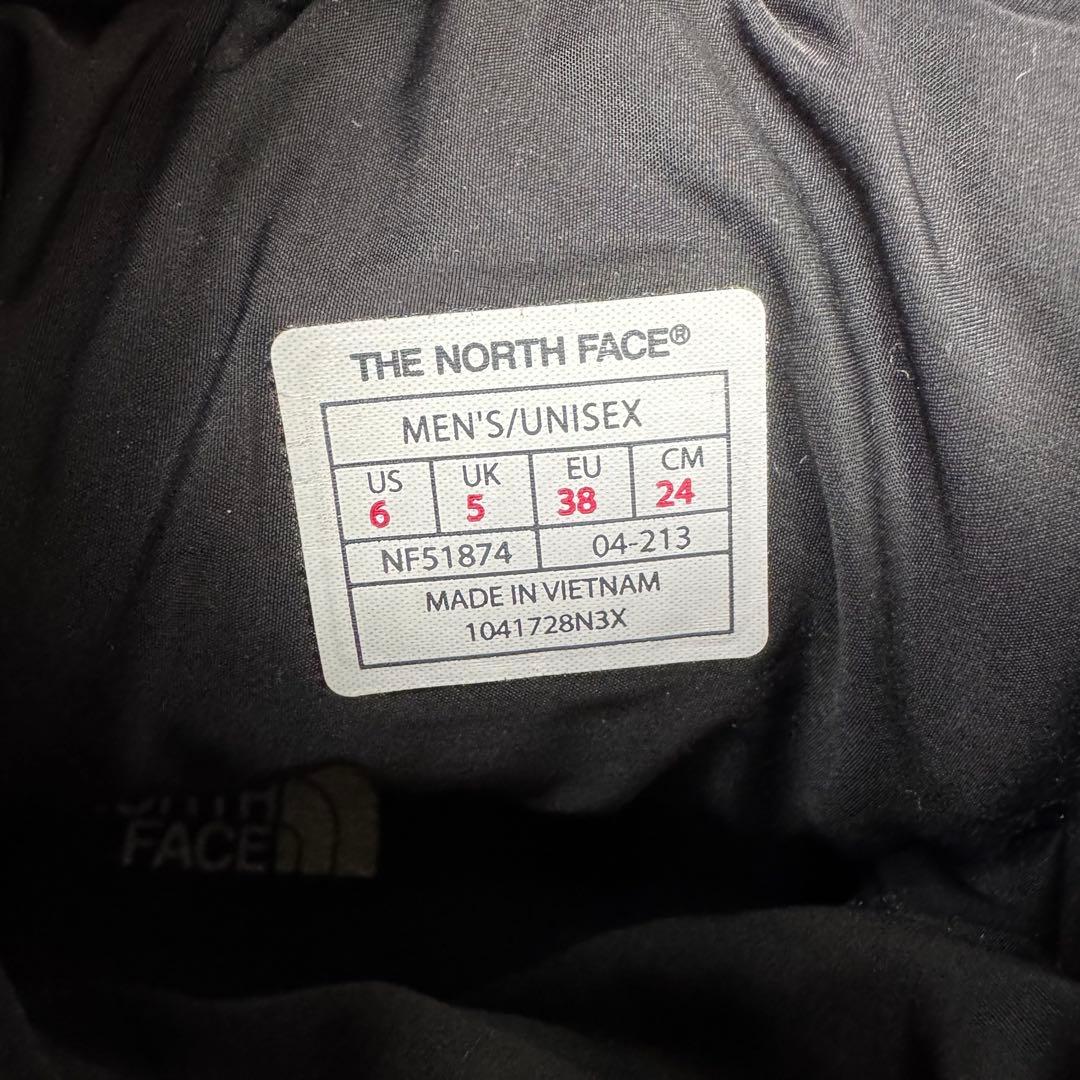 THE NORTH FACE®
MEN'S/UNISEX
US UK EU CM
6 5 38 24
NF51874 04-213
MADE IN VIETNAM
1041728N3X
FACE